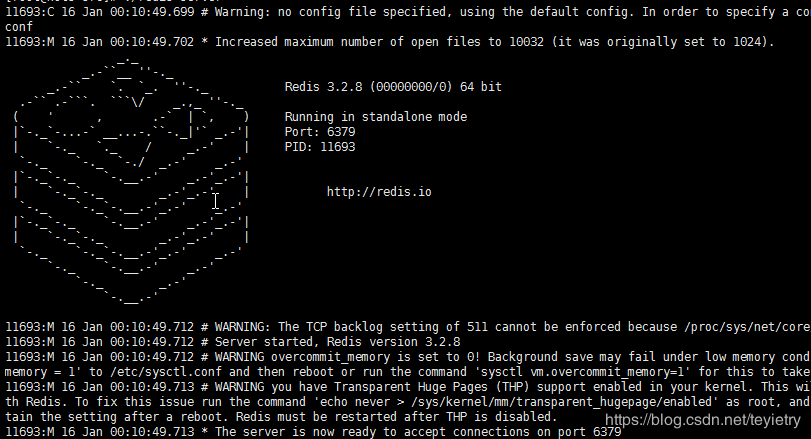 11693:C 16 Jan 00:10:49.699 # Warning: no config file specified, using the default config. In order to specify a co
conf
11693:M 16 Jan 00:10:49.702 * Increased maximum number of open files to 10032 (it was originally set to 1024).
Redis 3.2.8 (00000000/0) 64 bit
Running in standalone mode
Port: 6379
PID: 11693
http://redis.io
11693:M 16 Jan 00:10:49.712 # WARNING: The TCP backlog setting of 511 cannot be enforced because /proc/sys/net/core
11693:M 16 Jan 00:10:49.712 # Server started, Redis version 3.2.8
11693:M 16 Jan 00:10:49.712 # WARNING overcommit_memory is set to 0! Background save may fail under low memory cond
memory = 1' to /etc/sysctl.conf and then reboot or run the command 'sysctl vm.overcommit_memory=1' for this to take
11693:M 16 Jan 00:10:49.713 # WARNING you have Transparent Huge Pages (THP) support enabled in your kernel. This wi
th Redis. To fix this issue run the command 'echo never > /sys/kernel/mm/transparent_hugepage/enabled' as root, and
tain the setting after a reboot. Redis must be restarted after THP is disabled.
11693:M 16 Jan 00:10:49.713 * The server is now ready to accept connections on port 6379
https://blog.csdn.net/teyietry